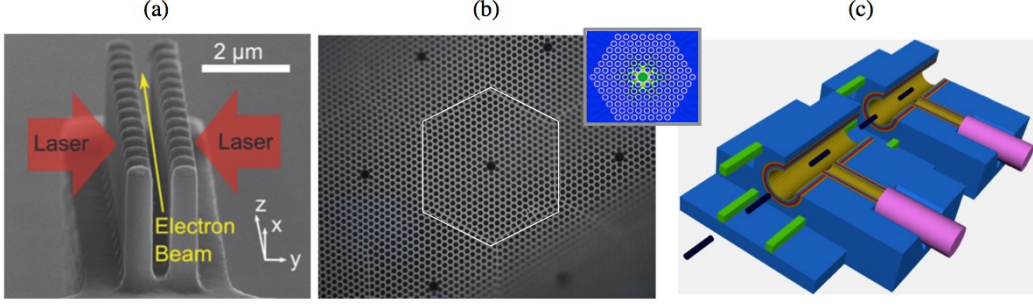 (a)
(b)
(c)
2 μm
Laser
Laser
Electron
Beam
z
x
y